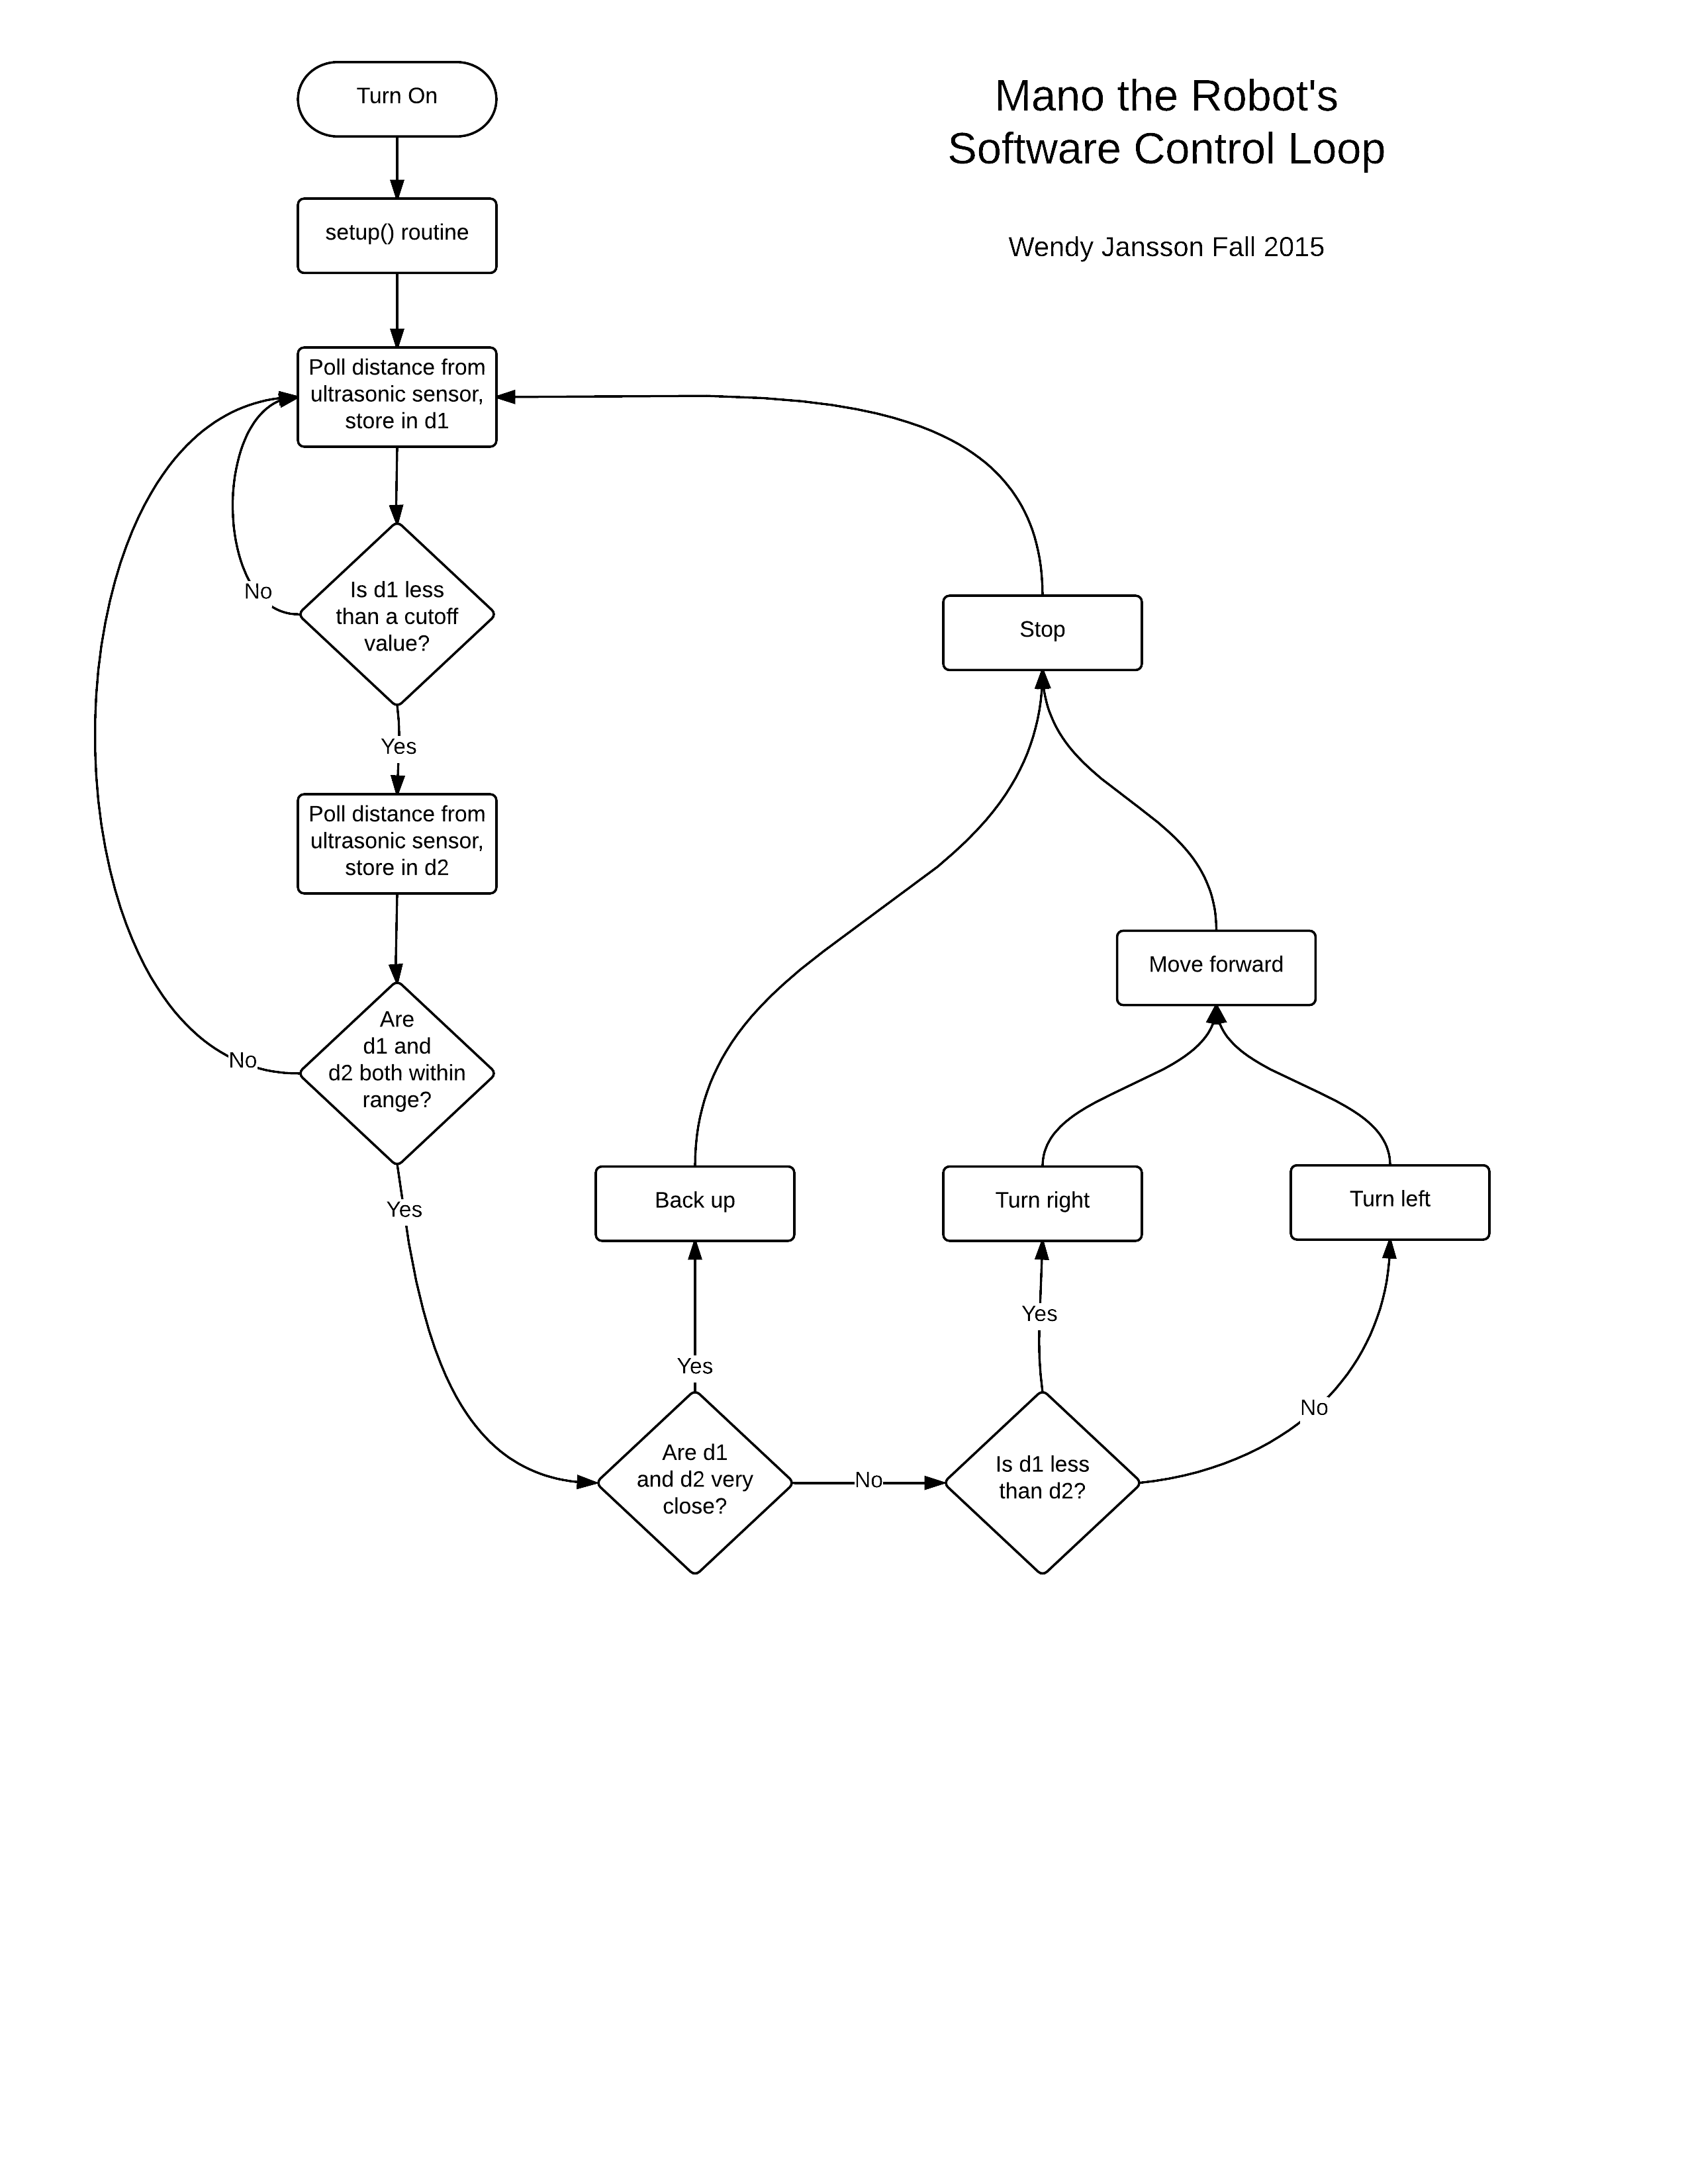 Turn On
Mano the Robot's
Software Control Loop
setup() routine
Wendy Jansson Fall 2015
Poll distance from
ultrasonic sensor,
store in d1
No
Is d1 less
than a cutoff
value?
Stop
Yes
Poll distance from
ultrasonic sensor,
store in d2
Move forward
No
Are
d1 and
d2 both within
range?
Yes
Back up
Turn right
Turn left
Yes
Yes
No
Are d1
and d2 very
close?
No
Is d1 less
than d2?